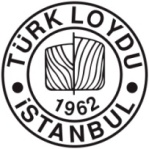 TÜRK LOYDU
1962
• İSTANBUL •